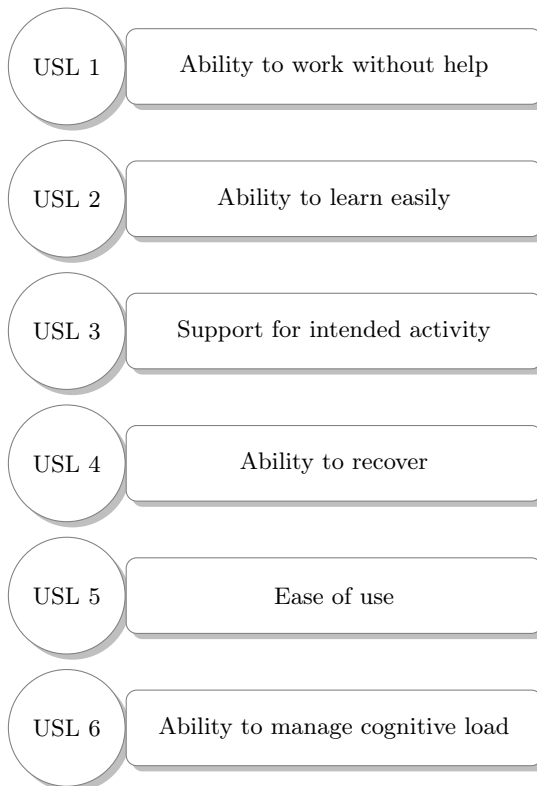 USL 1 Ability to work without help
USL 2 Ability to learn easily
USL 3 Support for intended activity
USL 4 Ability to recover
USL 5 Ease of use
USL 6 Ability to manage cognitive load